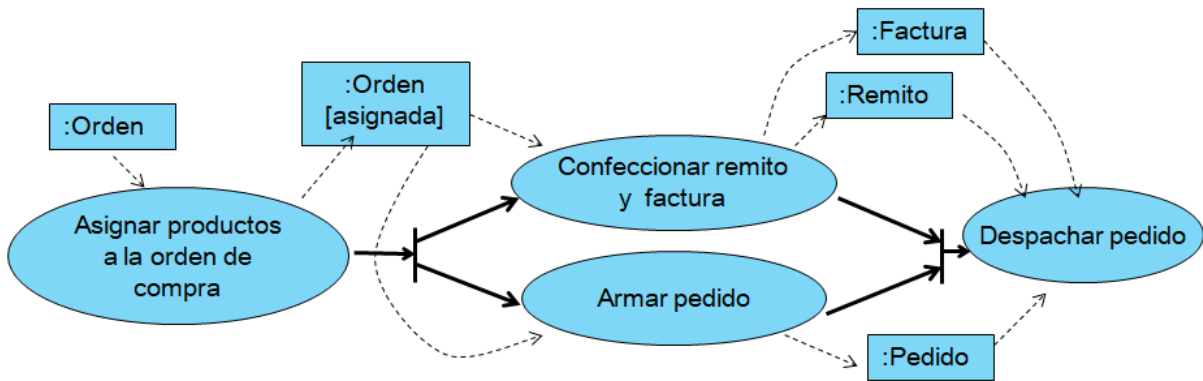 :Orden
Asignar productos
a la orden de
compra
:Orden
[asignada]
Confeccionar remito
y factura
Armar pedido
:Factura
:Remito
:Pedido
Despachar pedido